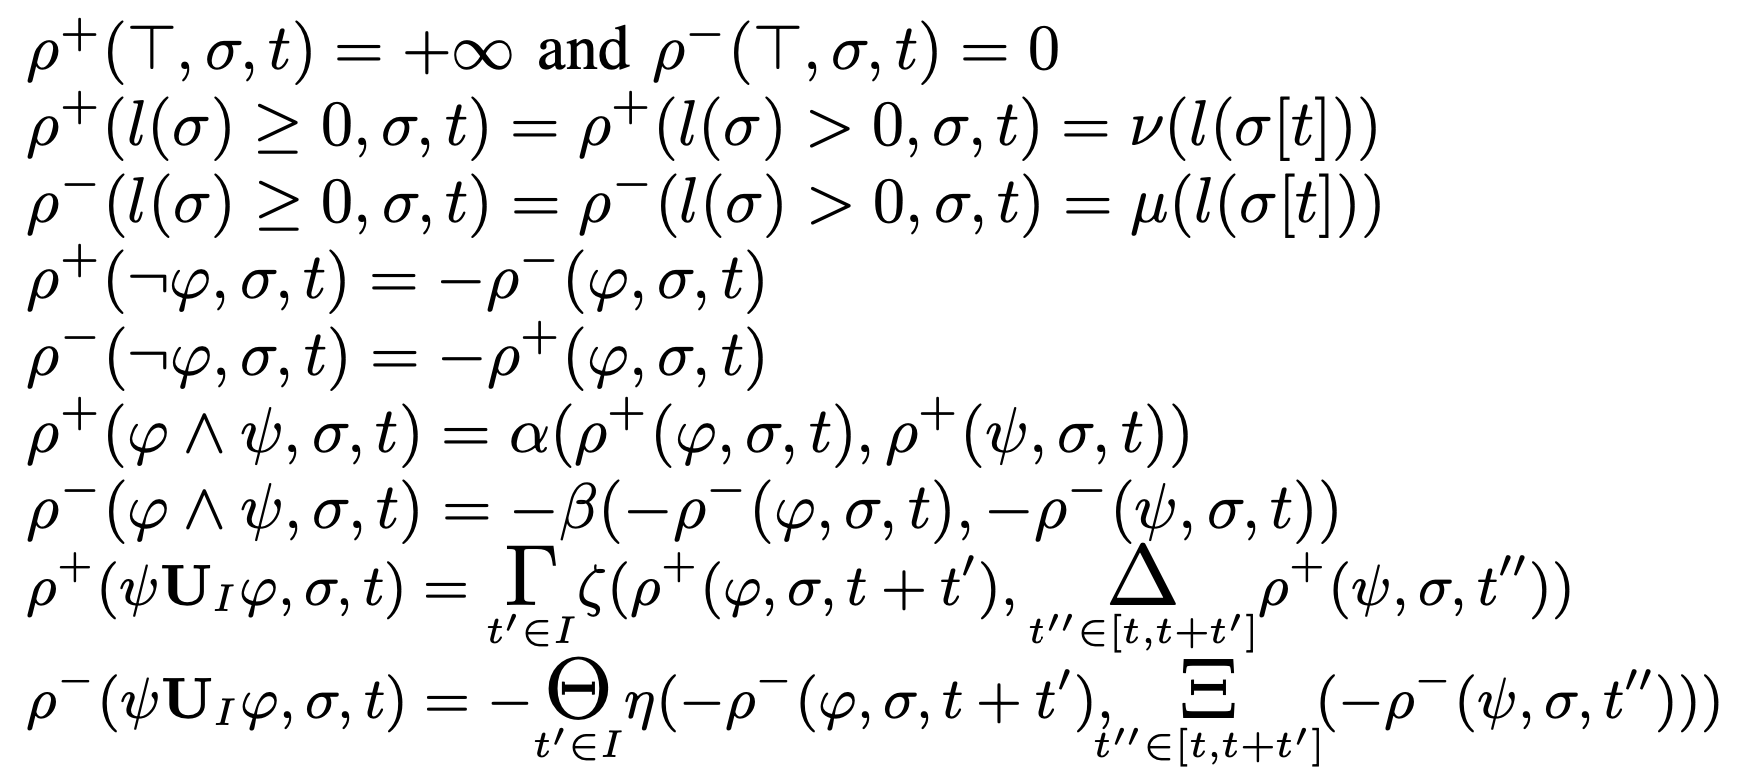 ρ⁺(⊤, σ, t) = +∞ and ρ⁻(⊤, σ, t) = 0
ρ⁺(l(σ) ≥ 0, σ, t) = ρ⁺(l(σ) > 0, σ, t) = ν(l(σ[t]))
ρ⁻(l(σ) ≥ 0, σ, t) = ρ⁻(l(σ) > 0, σ, t) = μ(l(σ[t]))
ρ⁺(¬φ, σ, t) = −ρ⁻(φ, σ, t)
ρ⁻(¬φ, σ, t) = −ρ⁺(φ, σ, t)
ρ⁺(φ ∧ ψ, σ, t) = α(ρ⁺(φ, σ, t), ρ⁺(ψ, σ, t))
ρ⁻(φ ∧ ψ, σ, t) = −β(−ρ⁻(φ, σ, t), −ρ⁻(ψ, σ, t))
ρ⁺(ψU_I φ, σ, t) = Γ_{t′∈I} ζ(ρ⁺(φ, σ, t + t′), Δ_{t″∈[t,t+t′]} ρ⁺(ψ, σ, t″))
ρ⁻(ψU_I φ, σ, t) = − Θ_{t′∈I} η(−ρ⁻(φ, σ, t + t′), Ξ_{t″∈[t,t+t′]} (−ρ⁻(ψ, σ, t″)))